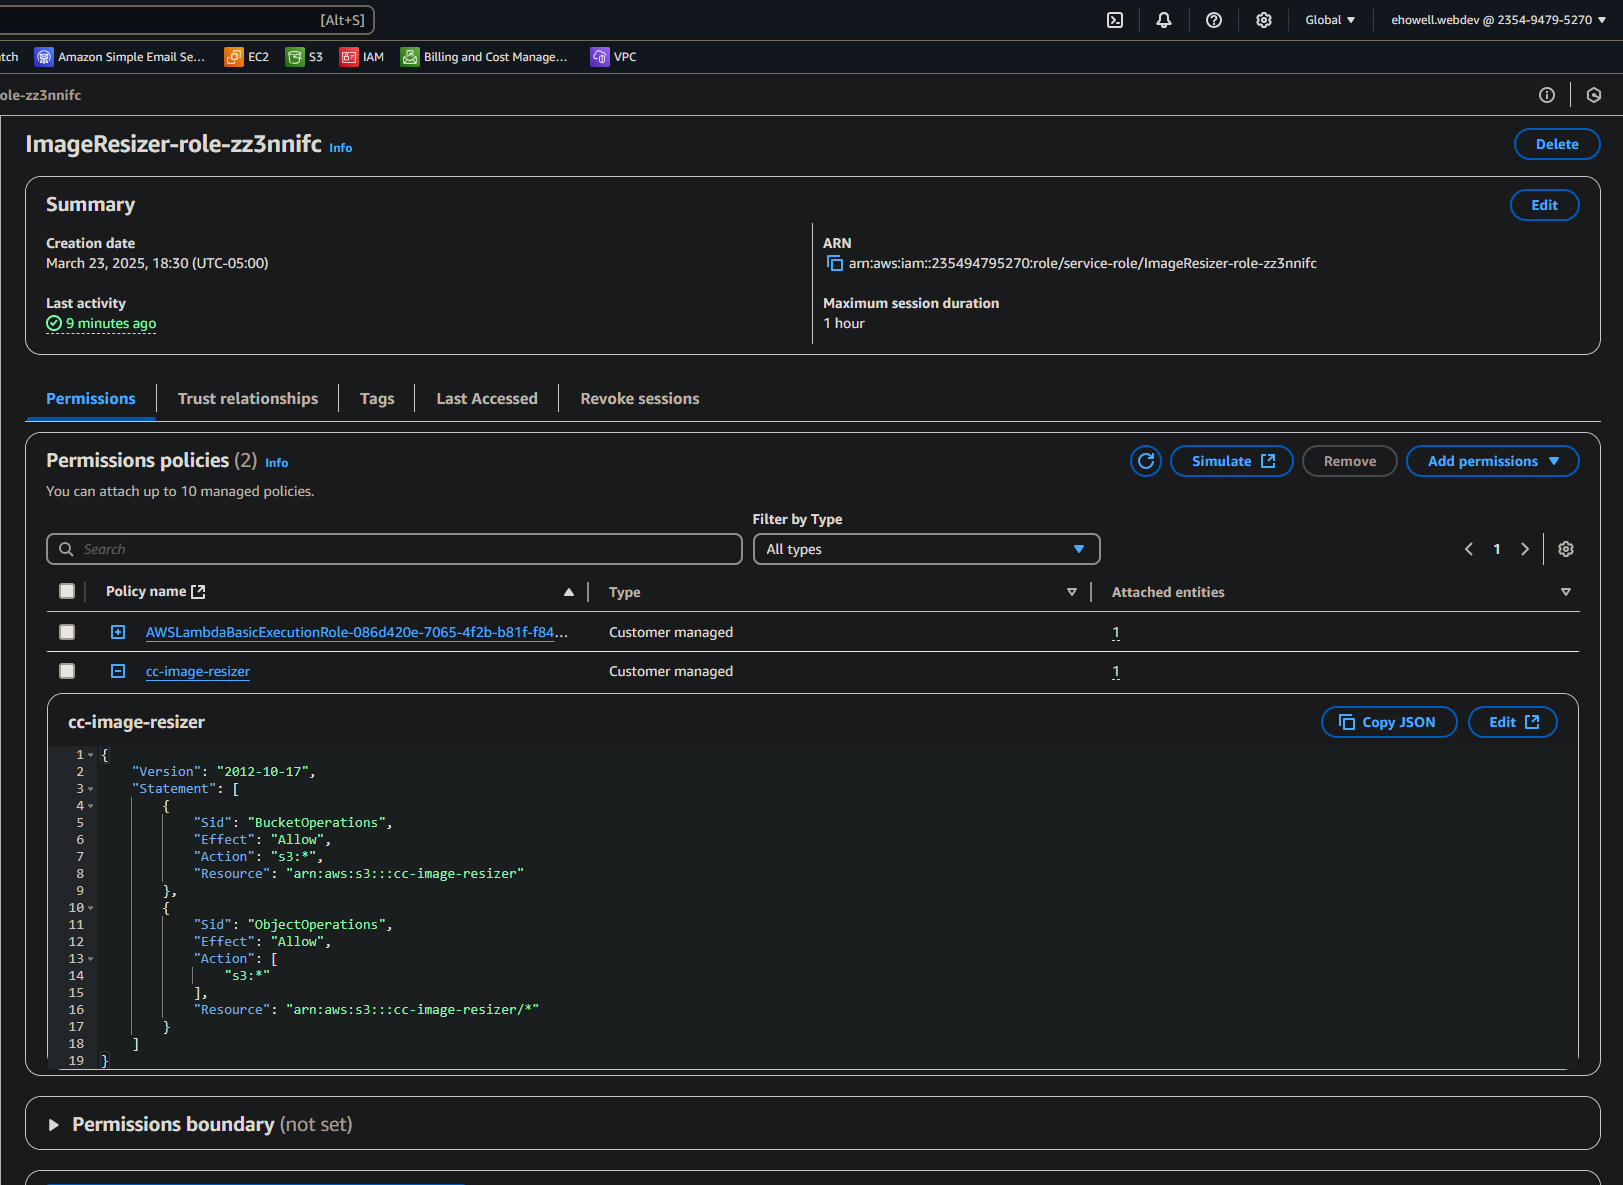 [Alt+S]
Global
ehowell.webdev @ 2354-9479-5270
tch
Amazon Simple Email Se...
EC2
S3
IAM
Billing and Cost Manage...
VPC
ole-zz3nnifc
ImageResizer-role-zz3nnifc Info
Delete
Summary
Edit
Creation date
March 23, 2025, 18:30 (UTC-05:00)
Last activity
9 minutes ago
ARN
arn:aws:iam::235494795270:role/service-role/ImageResizer-role-zz3nnifc
Maximum session duration
1 hour
Permissions
Trust relationships
Tags
Last Accessed
Revoke sessions
Permissions policies (2) Info
You can attach up to 10 managed policies.
Simulate
Remove
Add permissions
Filter by Type
Search
All types
1
Policy name
Type
Attached entities
AWSLambdaBasicExecutionRole-086d420e-7065-4f2b-b81f-f84...
Customer managed
1
cc-image-resizer
Customer managed
1
cc-image-resizer
Copy JSON
Edit
1 {
2 "Version": "2012-10-17",
3 "Statement": [
4 {
5 "Sid": "BucketOperations",
6 "Effect": "Allow",
7 "Action": "s3:*",
8 "Resource": "arn:aws:s3:::cc-image-resizer"
9 },
10 {
11 "Sid": "ObjectOperations",
12 "Effect": "Allow",
13 "Action": [
14 "s3:*"
15 ],
16 "Resource": "arn:aws:s3:::cc-image-resizer/*"
17 }
18 ]
19 }
Permissions boundary (not set)